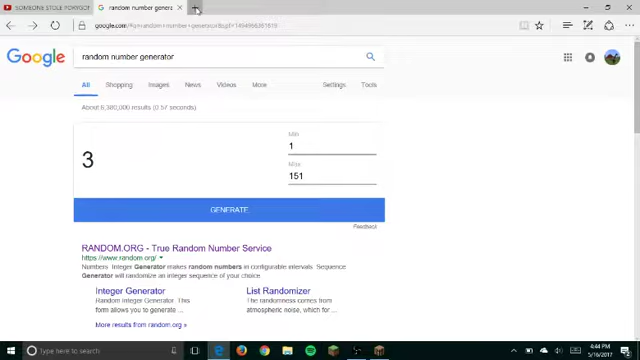 SOMEONE STOLE MY
random number genera
google.com
Google
random number generator
All Shopping Images News Videos More Settings Tools
About 6,380,000 results (0.57 seconds)
3
Min
1
Max
151
GENERATE
Feedback
RANDOM.ORG - True Random Number Service
https://www.random.org/
Numbers. Integer Generator makes random numbers in configurable intervals. Sequence
Generator will randomize an integer sequence of your choice.
Integer Generator
Random Integer Generator. This
form allows you to generate ...
List Randomizer
The randomness comes from
atmospheric noise, which for ...
More results from random.org »
Type here to search
4:44 PM
5/16/2017